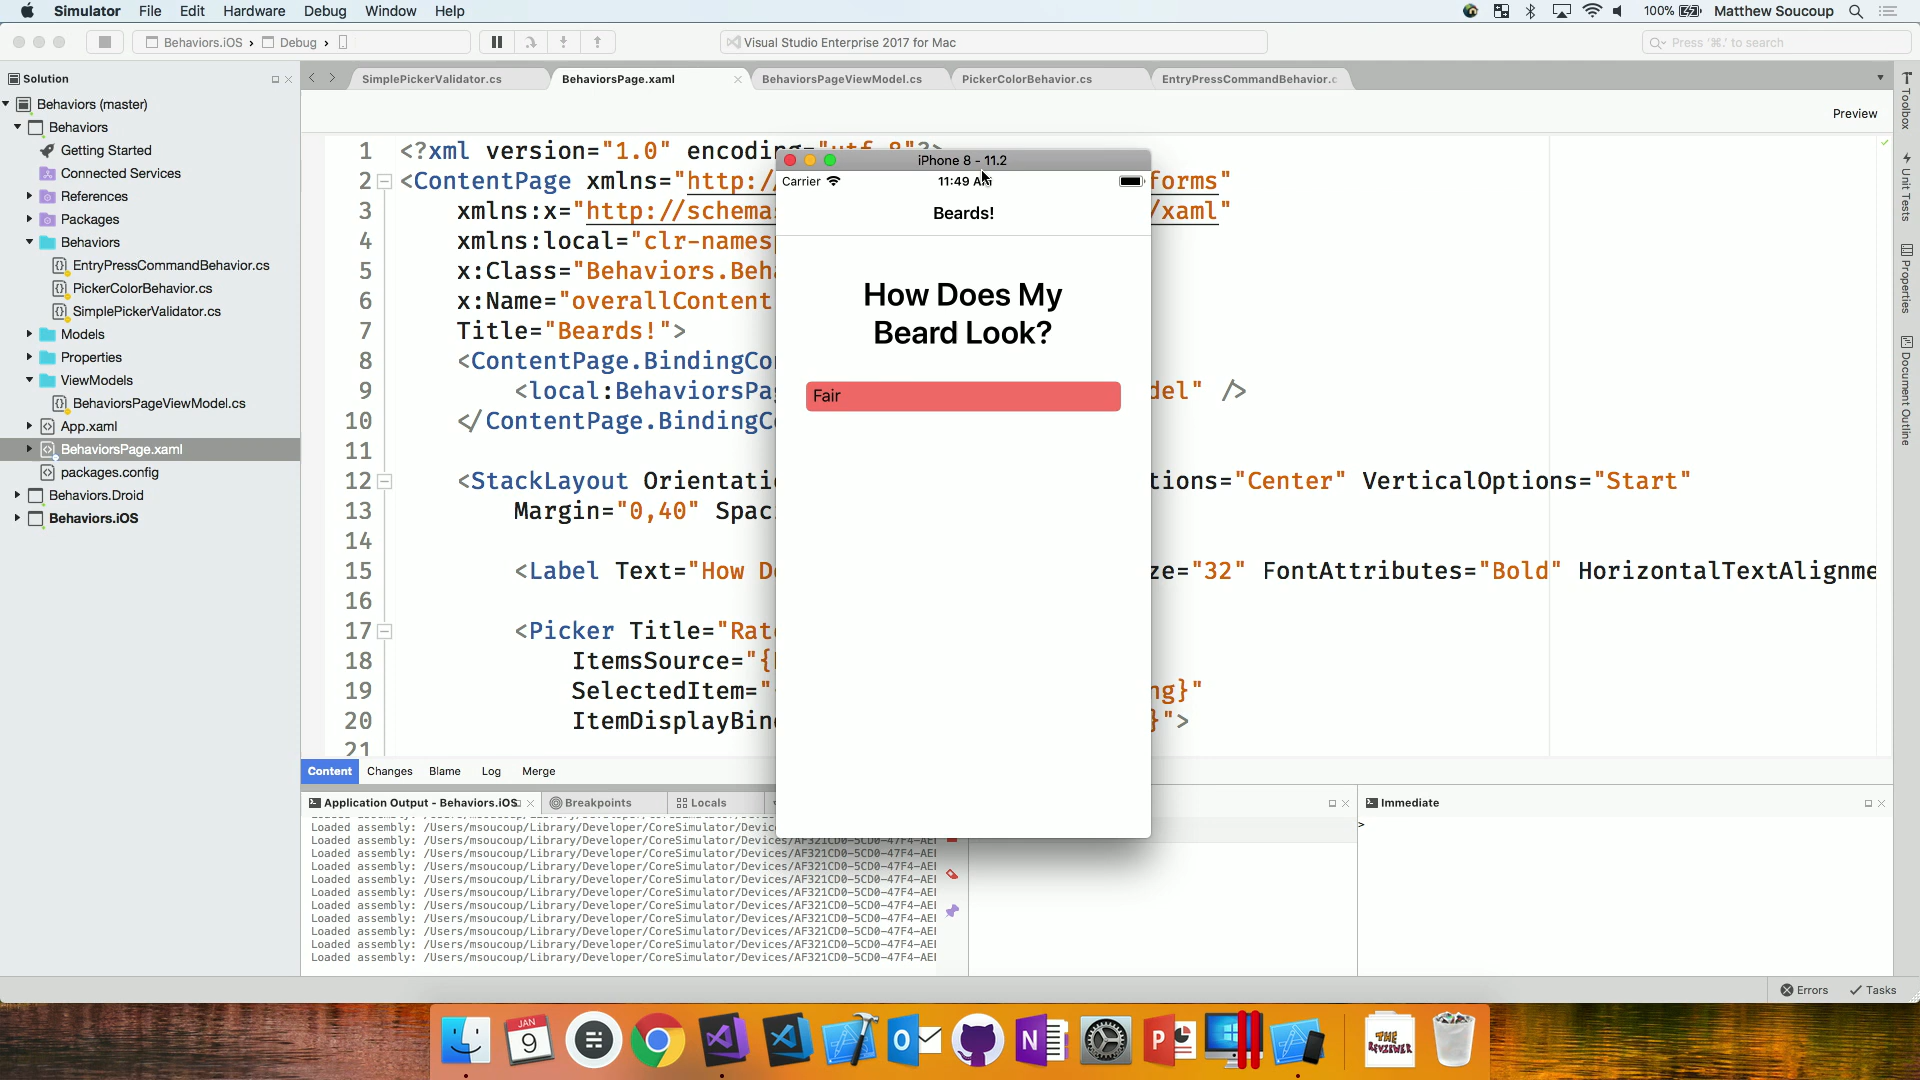 Simulator File Edit Hardware Debug Window Help 100% Matthew Soucoup
Behaviors.iOS › Debug › Visual Studio Enterprise 2017 for Mac Press '⌘.' to search
Solution
SimplePickerValidator.cs BehaviorsPage.xaml BehaviorsPageViewModel.cs PickerColorBehavior.cs EntryPressCommandBehavior.c
Preview
Behaviors (master)
Behaviors
Getting Started
Connected Services
References
Packages
Behaviors
EntryPressCommandBehavior.cs
PickerColorBehavior.cs
SimplePickerValidator.cs
Models
Properties
ViewModels
BehaviorsPageViewModel.cs
App.xaml
BehaviorsPage.xaml
packages.config
Behaviors.Droid
Behaviors.iOS
1 <?xml version="1.0" encoding="utf-8"?>
2 <ContentPage xmlns="http:/ forms"
3 xmlns:x="http://schema /xaml"
4 xmlns:local="clr-names
5 x:Class="Behaviors.Beh
6 x:Name="overallContent
7 Title="Beards!">
8 <ContentPage.BindingCo
9 <local:BehaviorsPa del" />
10 </ContentPage.BindingC
11
12 <StackLayout Orientati tions="Center" VerticalOptions="Start"
13 Margin="0,40" Spac
14
15 <Label Text="How D ze="32" FontAttributes="Bold" HorizontalTextAlignme
16
17 <Picker Title="Rat
18 ItemsSource="{
19 SelectedItem=" ng}"
20 ItemDisplayBin }">
21
iPhone 8 - 11.2
Carrier 11:49 AM
Beards!
How Does My
Beard Look?
Fair
Toolbox
Unit Tests
Properties
Document Outline
Content Changes Blame Log Merge
Application Output - Behaviors.iOS Breakpoints Locals
Immediate
>
Loaded assembly: /Users/msoucoup/Library/Developer/CoreSimulator/Devic
Loaded assembly: /Users/msoucoup/Library/Developer/CoreSimulator/Devices/AF321CD0-5CD0-47F4-AE
Loaded assembly: /Users/msoucoup/Library/Developer/CoreSimulator/Devices/AF321CD0-5CD0-47F4-AE
Loaded assembly: /Users/msoucoup/Library/Developer/CoreSimulator/Devices/AF321CD0-5CD0-47F4-AE
Loaded assembly: /Users/msoucoup/Library/Developer/CoreSimulator/Devices/AF321CD0-5CD0-47F4-AE
Loaded assembly: /Users/msoucoup/Library/Developer/CoreSimulator/Devices/AF321CD0-5CD0-47F4-AE
Loaded assembly: /Users/msoucoup/Library/Developer/CoreSimulator/Devices/AF321CD0-5CD0-47F4-AE
Loaded assembly: /Users/msoucoup/Library/Developer/CoreSimulator/Devices/AF321CD0-5CD0-47F4-AE
Loaded assembly: /Users/msoucoup/Library/Developer/CoreSimulator/Devices/AF321CD0-5CD0-47F4-AE
Loaded assembly: /Users/msoucoup/Library/Developer/CoreSimulator/Devices/AF321CD0-5CD0-47F4-AE
Loaded assembly: /Users/msoucoup/Library/Developer/CoreSimulator/Devices/AF321CD0-5CD0-47F4-AE
Errors Tasks
JAN
9
THE
REVIEWER